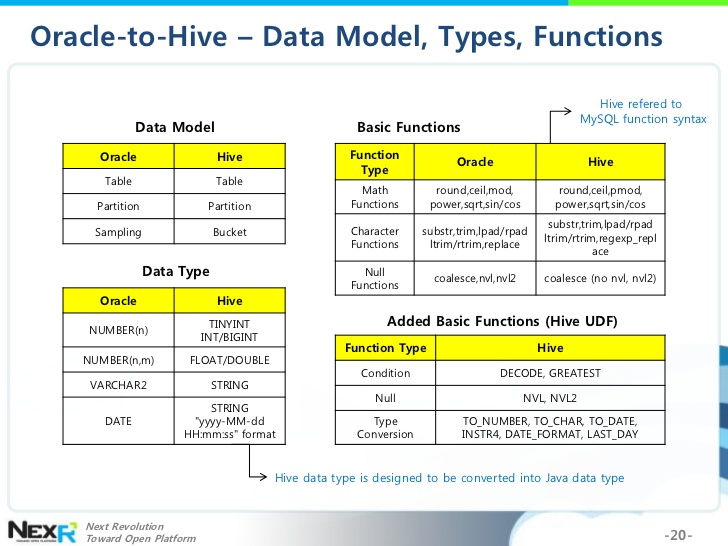 Oracle-to-Hive – Data Model, Types, Functions
Hive refered to
MySQL function syntax
Data Model
Oracle Hive
Table Table
Partition Partition
Sampling Bucket
Data Type
Oracle Hive
NUMBER(n) TINYINT
INT/BIGINT
NUMBER(n,m) FLOAT/DOUBLE
VARCHAR2 STRING
DATE STRING
"yyyy-MM-dd
HH:mm:ss" format
Basic Functions
Function
Type Oracle Hive
Math
Functions
round,ceil,mod,
power,sqrt,sin/cos
round,ceil,pmod,
power,sqrt,sin/cos
Character
Functions
substr,trim,lpad/rpad
ltrim/rtrim,replace
substr,trim,lpad/rpad
ltrim/rtrim,regexp_repl
ace
Null
Functions
coalesce,nvl,nvl2
coalesce (no nvl, nvl2)
Added Basic Functions (Hive UDF)
Function Type Hive
Condition DECODE, GREATEST
Null NVL, NVL2
Type
Conversion
TO_NUMBER, TO_CHAR, TO_DATE,
INSTR4, DATE_FORMAT, LAST_DAY
Hive data type is designed to be converted into Java data type
NEXR
TOWARD OPEN PLATFORM
Next Revolution
Toward Open Platform
-20-